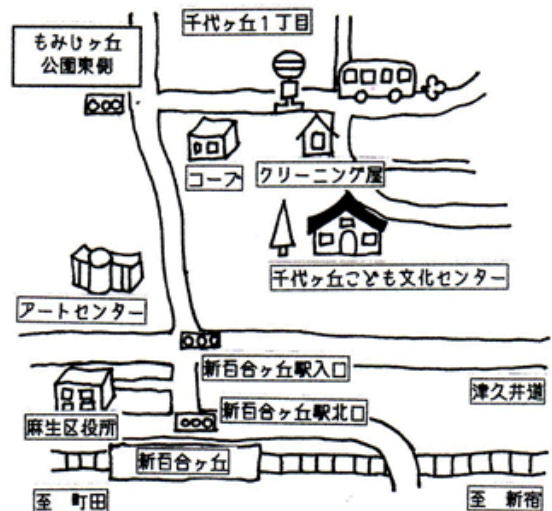 千代ヶ丘1丁目
もみじヶ丘
公園東側
コープ
クリーニング屋
千代ヶ丘こども文化センター
アートセンター
新百合ヶ丘駅入口
津久井道
新百合ヶ丘駅北口
麻生区役所
新百合ヶ丘
至 町田
至 新宿